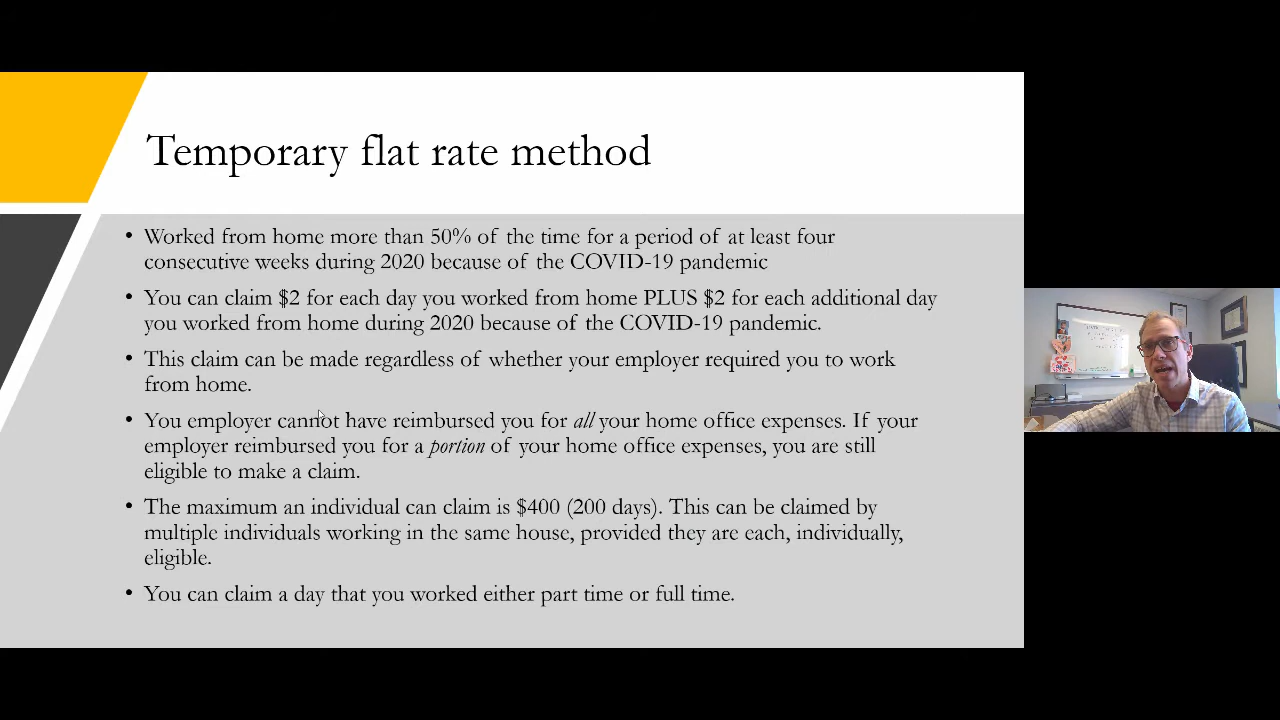 Temporary flat rate method
• Worked from home more than 50% of the time for a period of at least four
consecutive weeks during 2020 because of the COVID-19 pandemic
• You can claim $2 for each day you worked from home PLUS $2 for each additional day
you worked from home during 2020 because of the COVID-19 pandemic.
• This claim can be made regardless of whether your employer required you to work
from home.
• You employer cannot have reimbursed you for all your home office expenses. If your
employer reimbursed you for a portion of your home office expenses, you are still
eligible to make a claim.
• The maximum an individual can claim is $400 (200 days). This can be claimed by
multiple individuals working in the same house, provided they are each, individually,
eligible.
• You can claim a day that you worked either part time or full time.